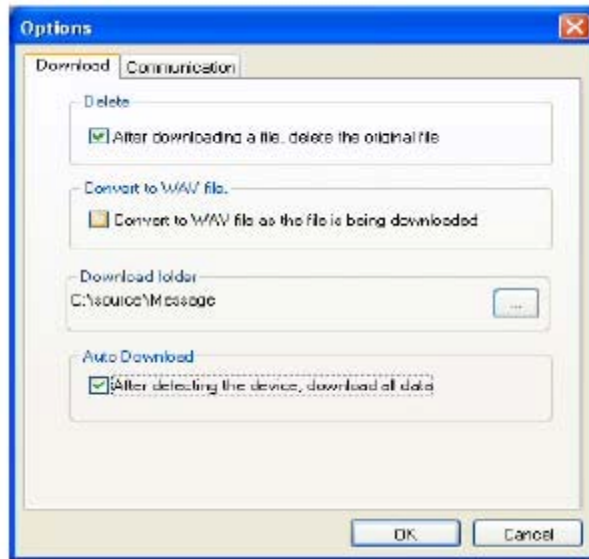 Options
Download Communication
Delete
After downloading a file, delete the original file
Convert to WAV file.
Convert to WAV file as the file is being downloaded
Download folder
C:\source\Message
...
Auto Download
After detecting the device, download all data
OK Cancel